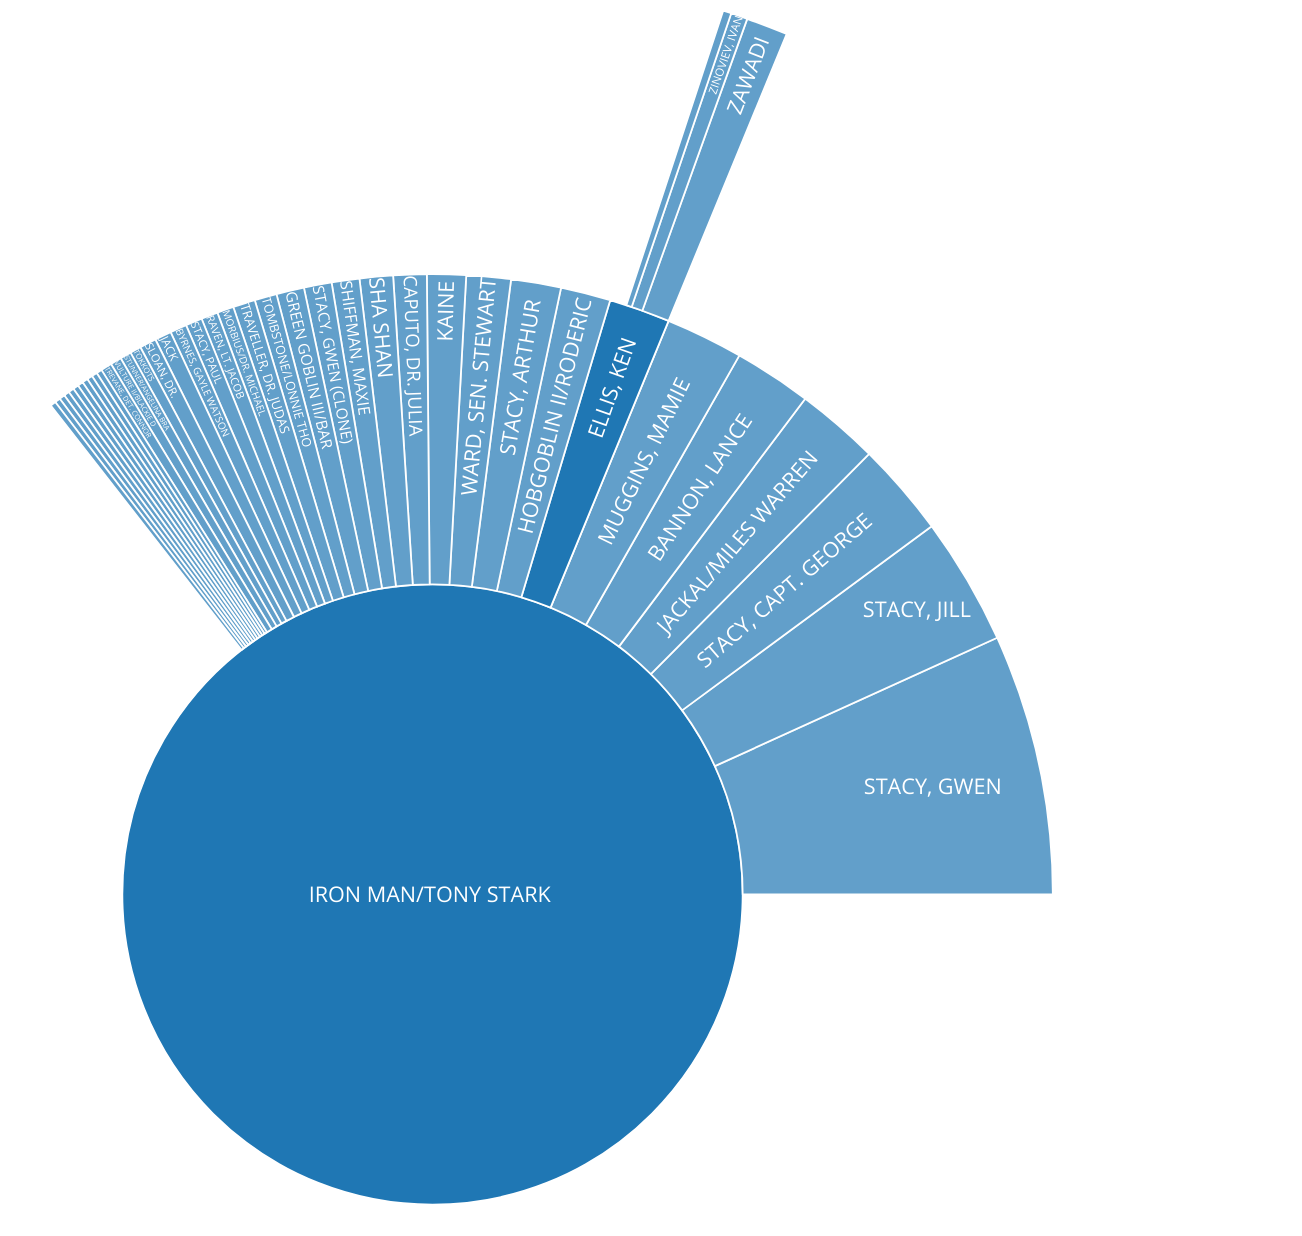 ZINOVIEV, IVAN
ZAWADI
JACK
SLOAN, DR.
BYRNES, GAYLE WATSON
STACY, PAUL
RAVEN, LT. JACOB
MORBIUS/DR. MICHAEL
TRAVELLER, DR. JUDAS
TOMBSTONE/LONNIE THO
GREEN GOBLIN III/BAR
STACY, GWEN (CLONE)
SHIFFMAN, MAXIE
SHA SHAN
CAPUTO, DR. JULIA
KAINE
WARD, SEN. STEWART
STACY, ARTHUR
HOBGOBLIN II/RODERIC
ELLIS, KEN
MUGGINS, MAMIE
BANNON, LANCE
JACKAL/MILES WARREN
STACY, CAPT. GEORGE
STACY, JILL
STACY, GWEN
IRON MAN/TONY STARK